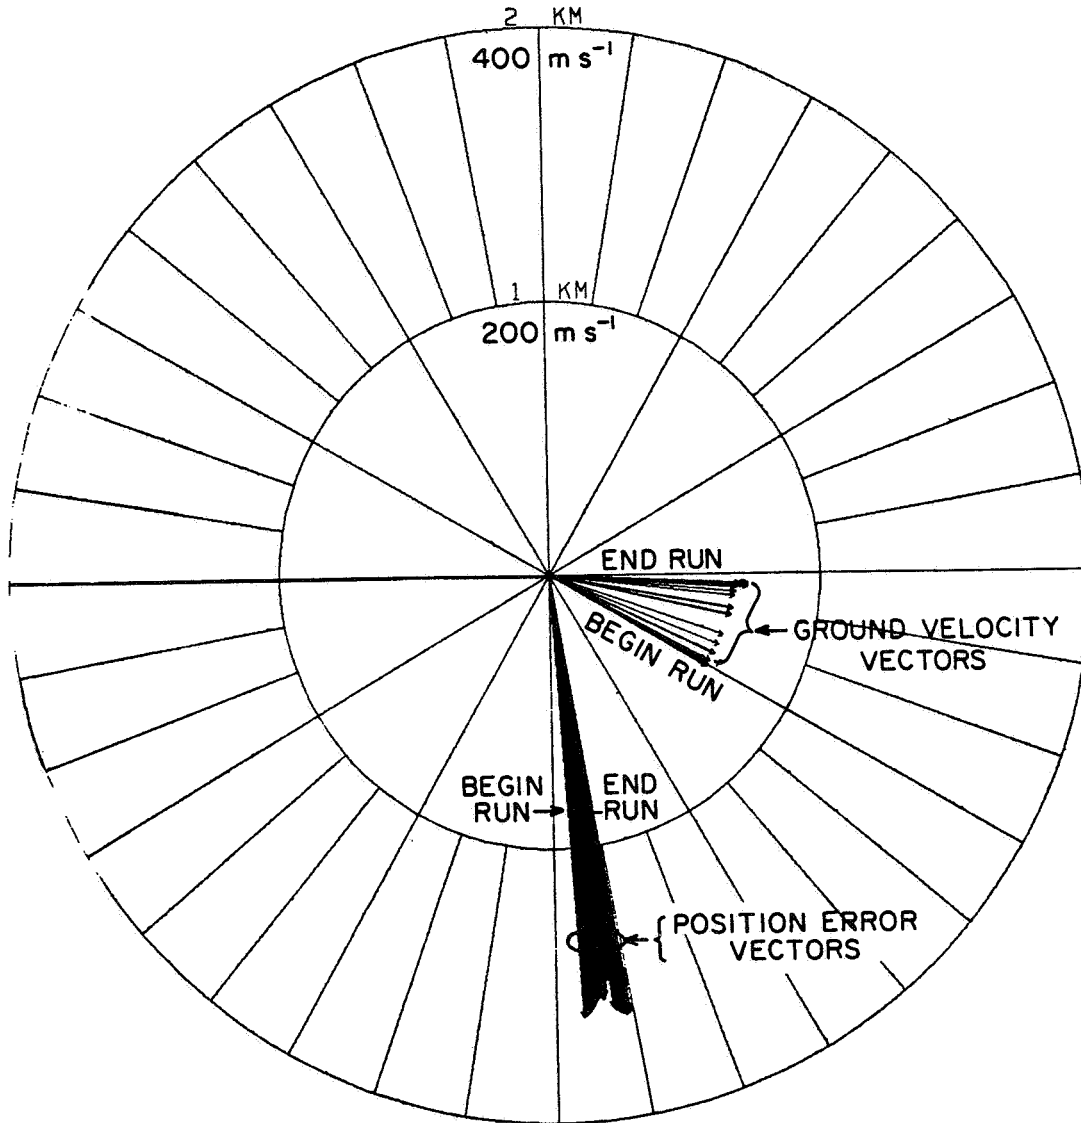 2 KM
400 m s⁻¹
1 KM
200 m s⁻¹
END RUN
BEGIN RUN
GROUND VELOCITY
VECTORS
BEGIN
RUN
END
RUN
POSITION ERROR
VECTORS